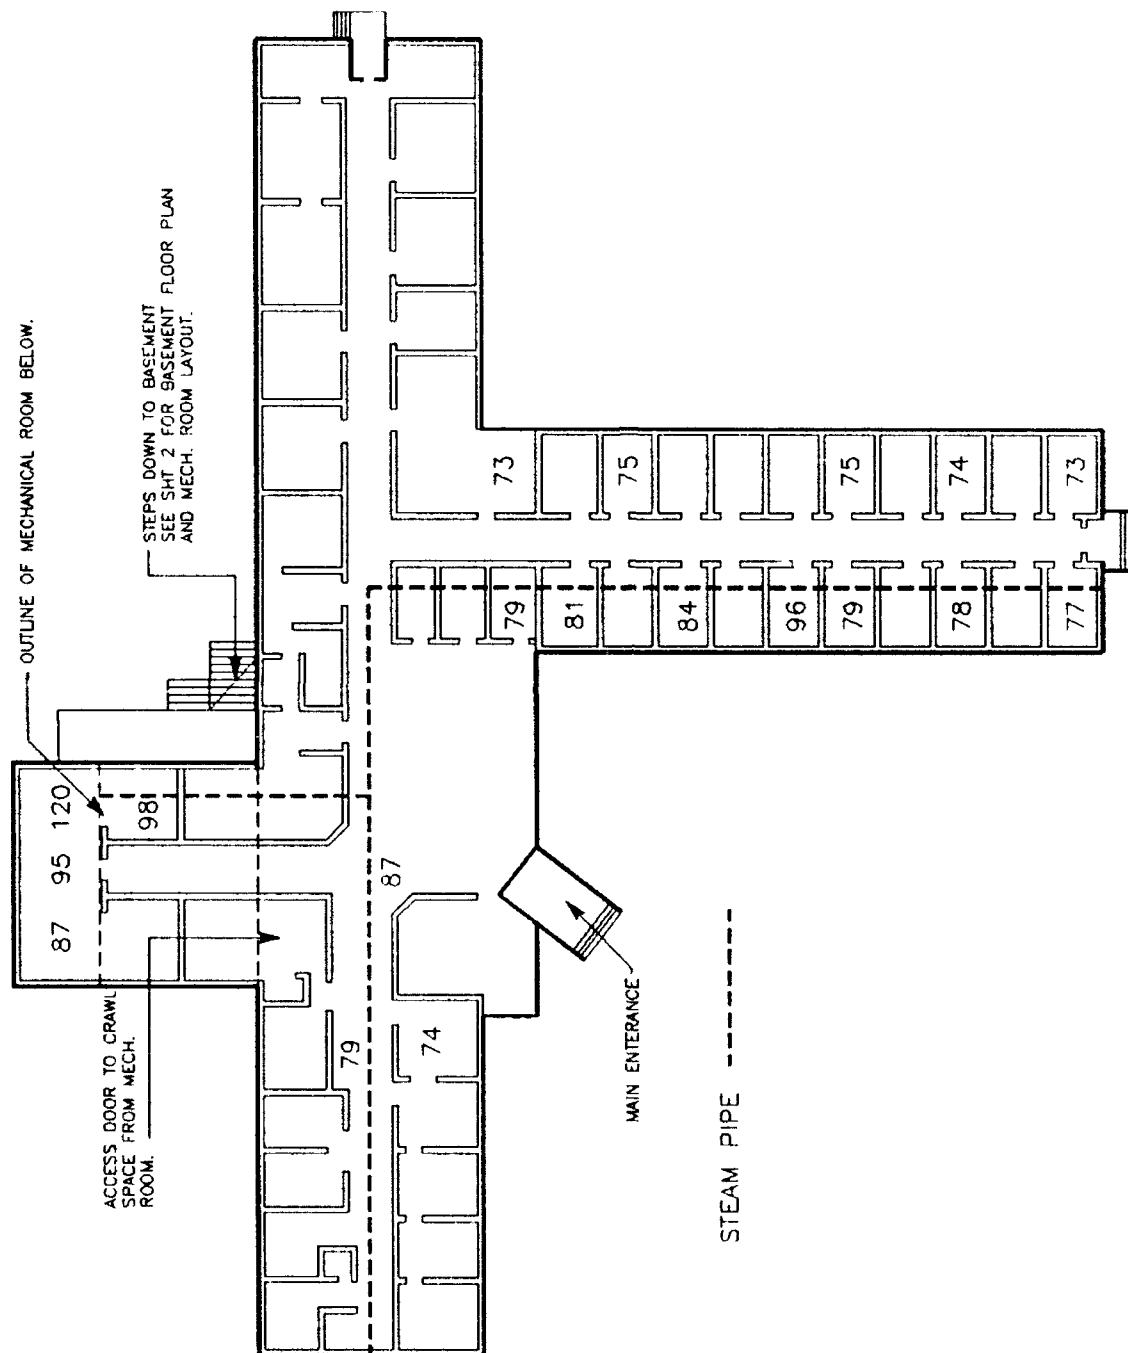 OUTLINE OF MECHANICAL ROOM BELOW.
STEPS DOWN TO BASEMENT
SEE SHT 2 FOR BASEMENT FLOOR PLAN
AND MECH. ROOM LAYOUT.
87 95 120
98
ACCESS DOOR TO CRAWL
SPACE FROM MECH.
ROOM.
79
87
74
73
75
75
74
73
79
81
84
96
79
78
77
MAIN ENTERANCE
STEAM PIPE